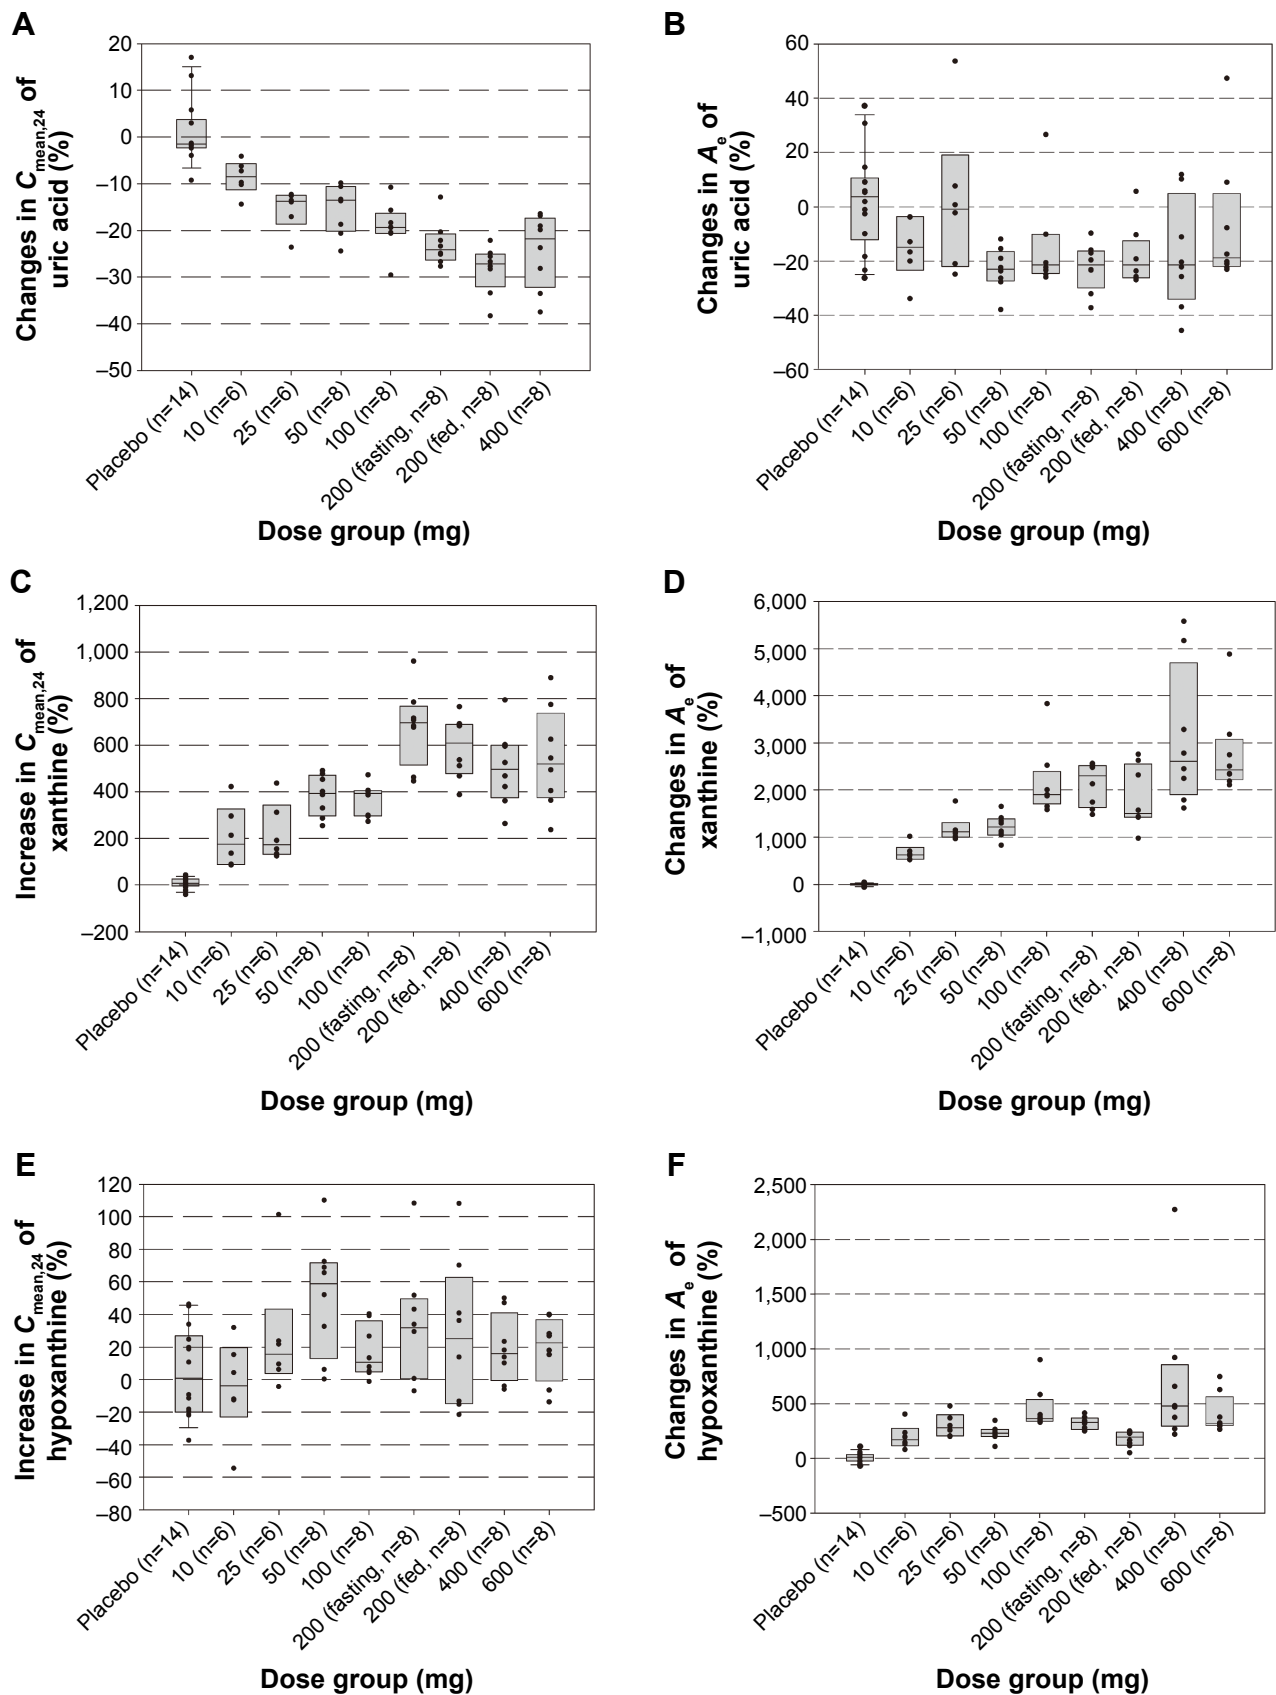 A
Changes in Cmean,24 of
uric acid (%)
20
10
0
–10
–20
–30
–40
–50
Placebo (n=14)
10 (n=6)
25 (n=6)
50 (n=8)
100 (n=8)
200 (fasting, n=8)
200 (fed, n=8)
400 (n=8)
Dose group (mg)
B
Changes in Ae of
uric acid (%)
60
40
20
0
–20
–40
–60
Placebo (n=14)
10 (n=6)
25 (n=6)
50 (n=8)
100 (n=8)
200 (fasting, n=8)
200 (fed, n=8)
400 (n=8)
600 (n=8)
Dose group (mg)
C
Increase in Cmean,24 of
xanthine (%)
1,200
1,000
800
600
400
200
0
–200
Placebo (n=14)
10 (n=6)
25 (n=6)
50 (n=8)
100 (n=8)
200 (fasting, n=8)
200 (fed, n=8)
400 (n=8)
600 (n=8)
Dose group (mg)
D
Changes in Ae of
xanthine (%)
6,000
5,000
4,000
3,000
2,000
1,000
0
–1,000
Placebo (n=14)
10 (n=6)
25 (n=6)
50 (n=8)
100 (n=8)
200 (fasting, n=8)
200 (fed, n=8)
400 (n=8)
600 (n=8)
Dose group (mg)
E
Increase in Cmean,24 of
hypoxanthine (%)
120
100
80
60
40
20
0
–20
–40
–60
–80
Placebo (n=14)
10 (n=6)
25 (n=6)
50 (n=8)
100 (n=8)
200 (fasting, n=8)
200 (fed, n=8)
400 (n=8)
600 (n=8)
Dose group (mg)
F
Changes in Ae of
hypoxanthine (%)
2,500
2,000
1,500
1,000
500
0
–500
Placebo (n=14)
10 (n=6)
25 (n=6)
50 (n=8)
100 (n=8)
200 (fasting, n=8)
200 (fed, n=8)
400 (n=8)
600 (n=8)
Dose group (mg)